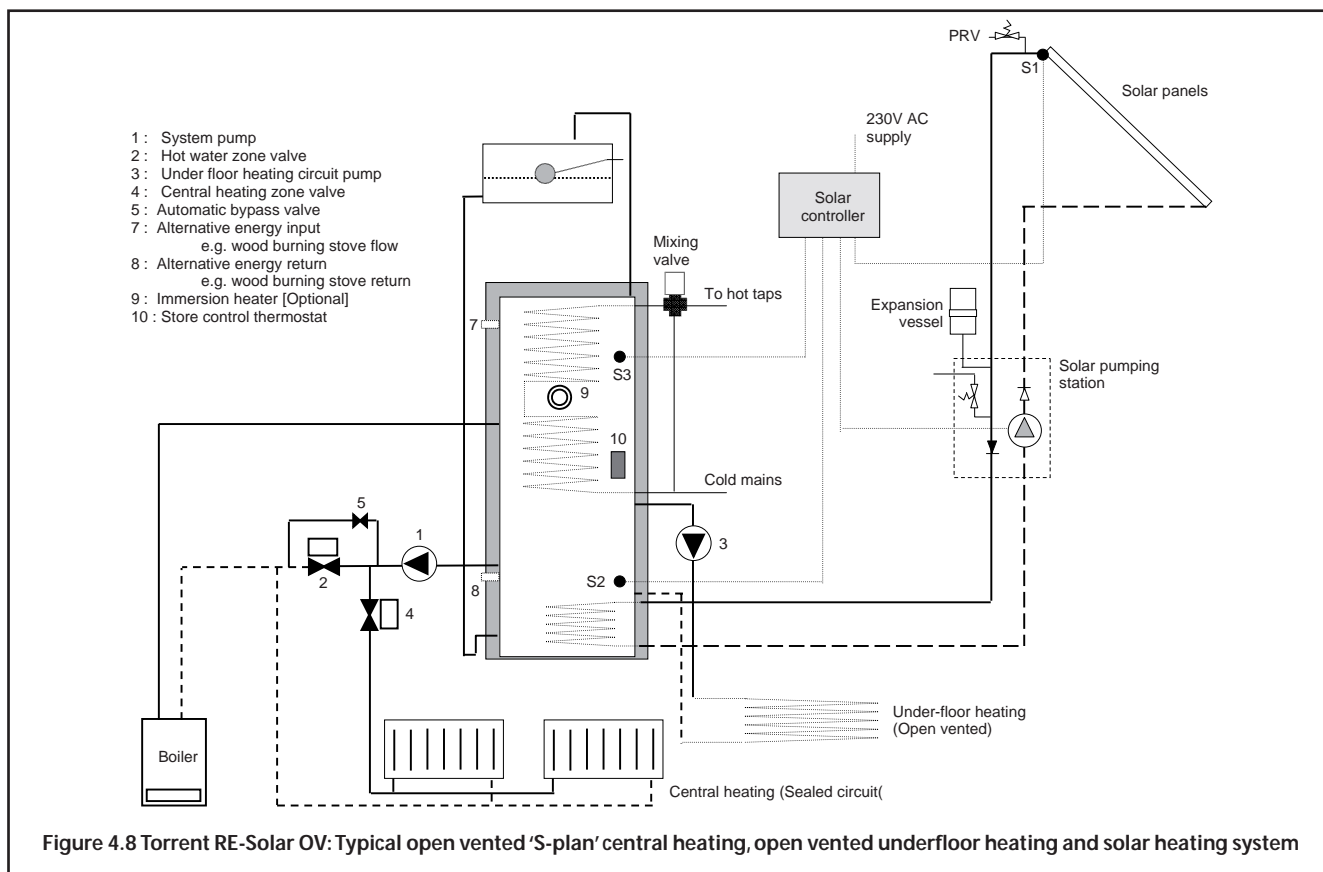 PRV
S1
Solar panels
230V AC
supply
1 : System pump
2 : Hot water zone valve
3 : Under floor heating circuit pump
4 : Central heating zone valve
5 : Automatic bypass valve
7 : Alternative energy input
e.g. wood burning stove flow
8 : Alternative energy return
e.g. wood burning stove return
9 : Immersion heater [Optional]
10 : Store control thermostat
Solar
controller
Mixing
valve
To hot taps
7
Expansion
vessel
S3
Solar pumping
station
9
10
Cold mains
5
1
3
2
S2
8
4
Under-floor heating
(Open vented)
Boiler
Central heating (Sealed circuit(
Figure 4.8 Torrent RE-Solar OV: Typical open vented ‘S-plan’ central heating, open vented underfloor heating and solar heating system